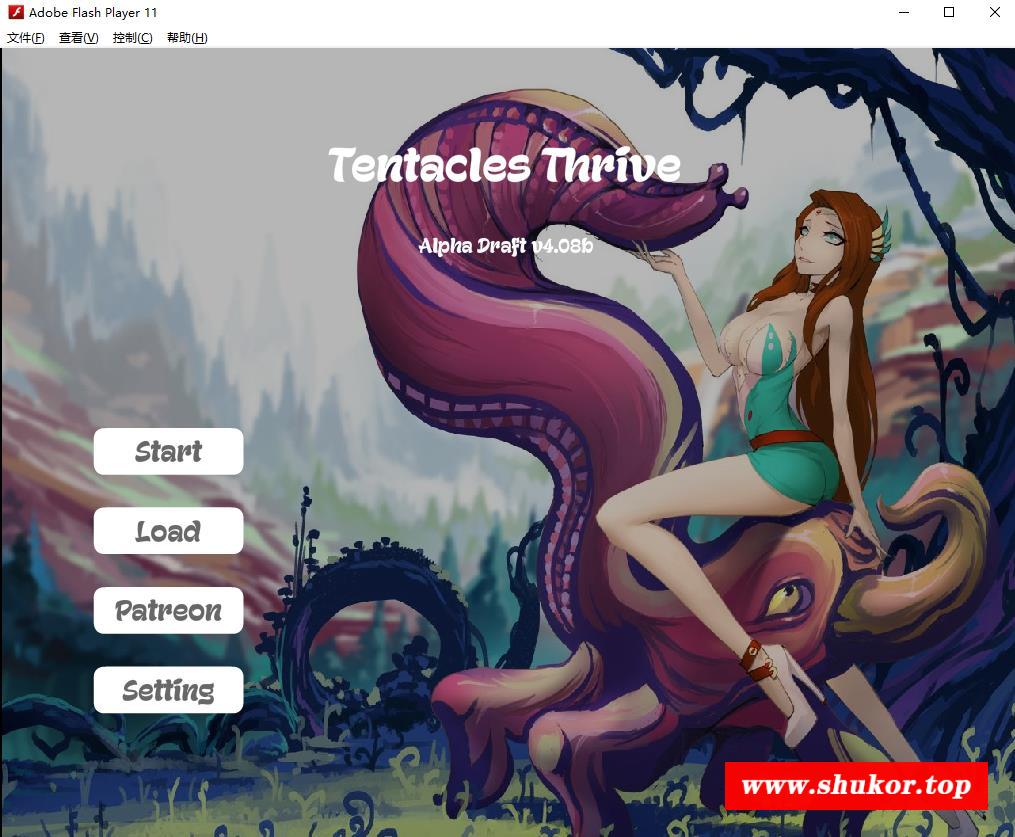 Adobe Flash Player 11
文件(F) 查看(V) 控制(C) 帮助(H)
Tentacles Thrive
Alpha Draft v4.08b
Start
Load
Patreon
Setting
www.shukor.top